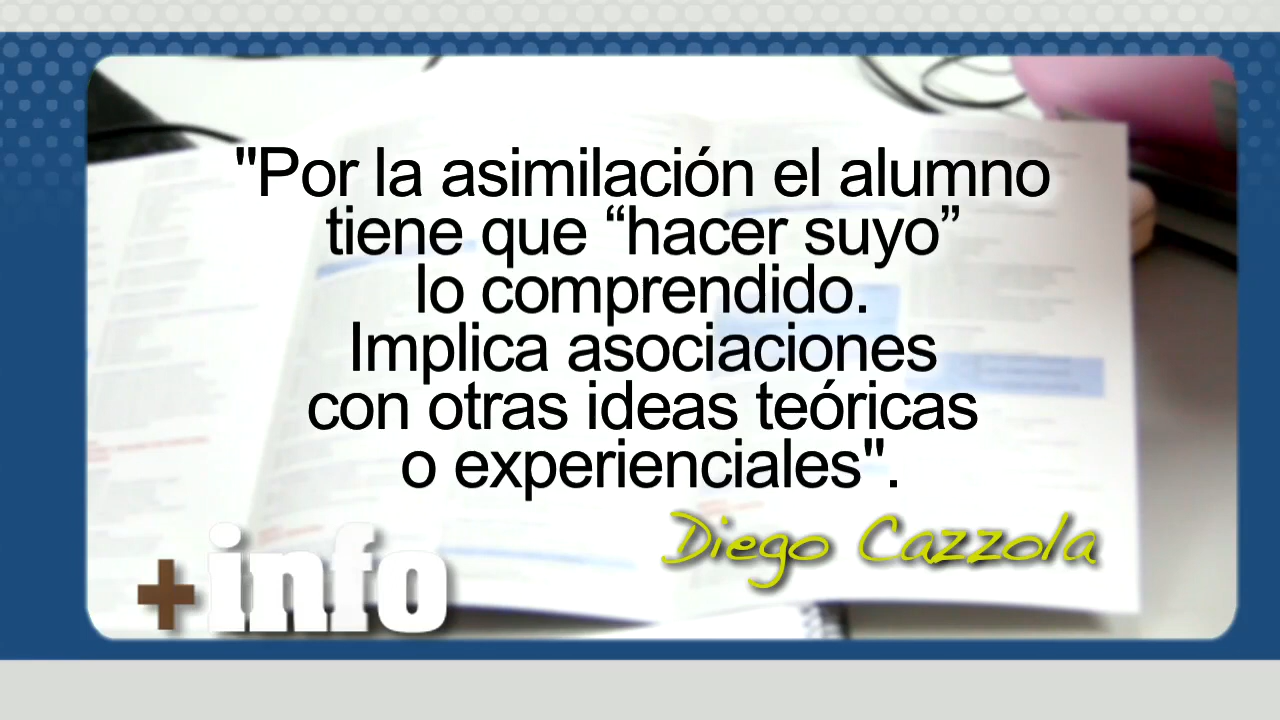 "Por la asimilación el alumno
tiene que “hacer suyo”
lo comprendido.
Implica asociaciones
con otras ideas teóricas
o experienciales".
Diego Cazzola
+info